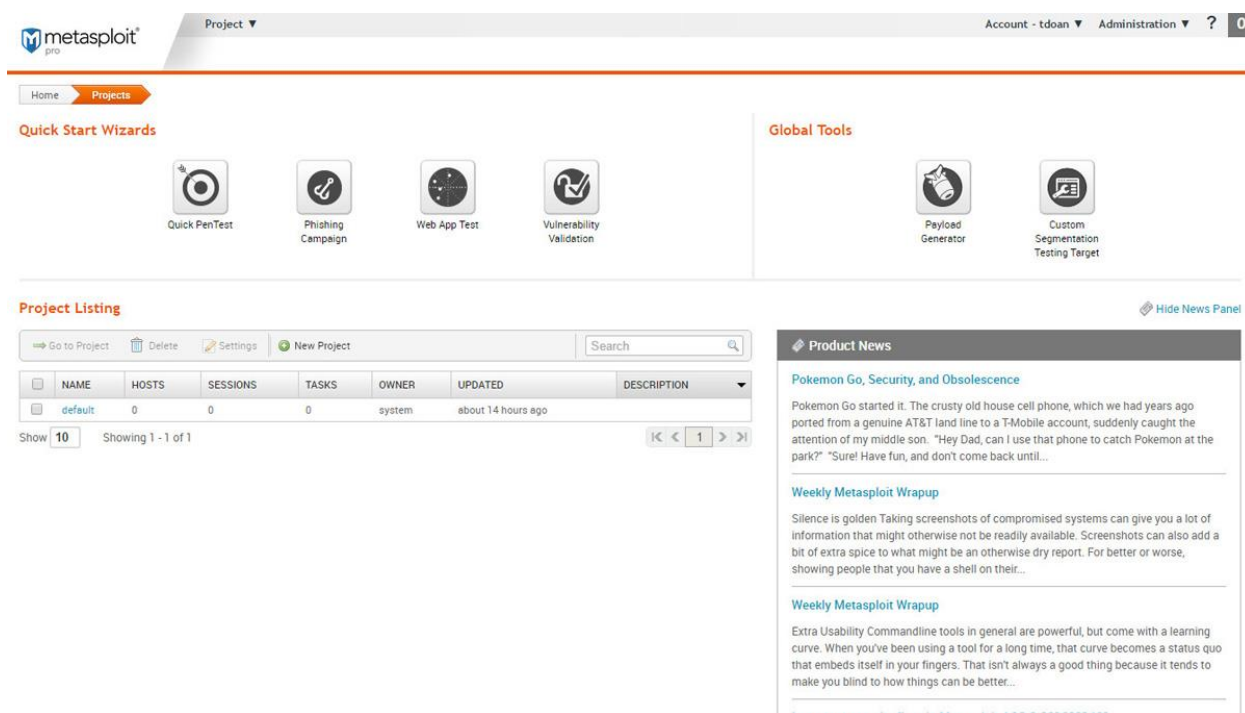 metasploit®
pro
Project ▼
Account - tdoan ▼ Administration ▼ ? 0
Home Projects
Quick Start Wizards
Quick PenTest
Phishing
Campaign
Web App Test
Vulnerability
Validation
Global Tools
Payload
Generator
Custom
Segmentation
Testing Target
Project Listing
Hide News Panel
Go to Project Delete Settings New Project Search
NAME HOSTS SESSIONS TASKS OWNER UPDATED DESCRIPTION
default 0 0 0 system about 14 hours ago
Show 10 Showing 1 - 1 of 1 1
Product News
Pokemon Go, Security, and Obsolescence
Pokemon Go started it. The crusty old house cell phone, which we had years ago
ported from a genuine AT&T land line to a T-Mobile account, suddenly caught the
attention of my middle son. "Hey Dad, can I use that phone to catch Pokemon at the
park?" "Sure! Have fun, and don't come back until...
Weekly Metasploit Wrapup
Silence is golden Taking screenshots of compromised systems can give you a lot of
information that might otherwise not be readily available. Screenshots can also add a
bit of extra spice to what might be an otherwise dry report. For better or worse,
showing people that you have a shell on their...
Weekly Metasploit Wrapup
Extra Usability Commandline tools in general are powerful, but come with a learning
curve. When you've been using a tool for a long time, that curve becomes a status quo
that embeds itself in your fingers. That isn't always a good thing because it tends to
make you blind to how things can be better...